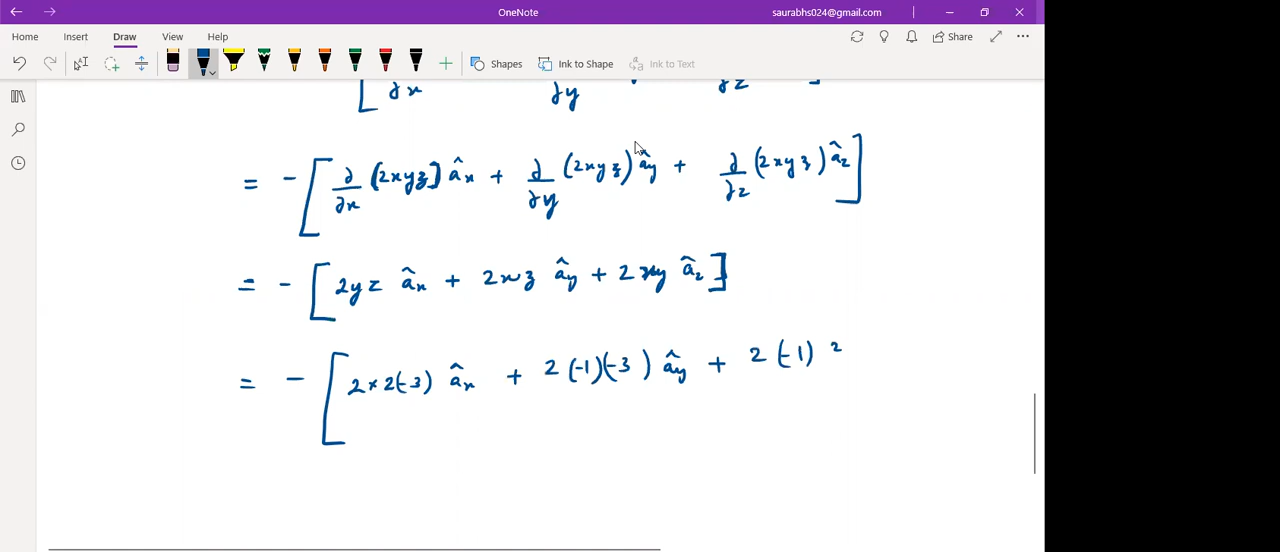 OneNote
saurabhs024@gmail.com
Home Insert Draw View Help Share
Shapes Ink to Shape Ink to Text
[ ∂x ∂y ∂z ]
= - [ ∂/∂x (2xyz) âx + ∂/∂y (2xyz) ây + ∂/∂z (2xyz) âz ]
= - [ 2yz âx + 2xz ây + 2xy âz ]
= - [ 2×2(-3) âx + 2(-1)(-3) ây + 2(-1) 2